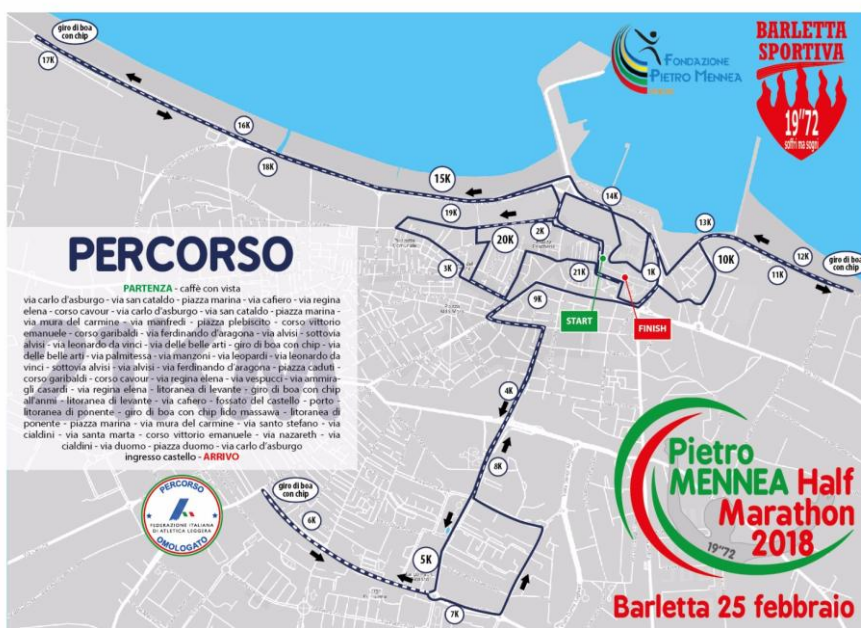 giro di boa
con chip
17K
16K
18K
15K
19K
14K
13K
12K
11K
10K
giro di boa
con chip
FONDAZIONE
PIETRO MENNEA
BARLETTA
SPORTIVA
19"72
soffri ma sogni
2K
20K
3K
21K
1K
9K
START
FINISH
4K
8K
5K
6K
7K
giro di boa
con chip
PERCORSO
PARTENZA - caffè con vista
via carlo d'asburgo - via san cataldo - piazza marina - via cafiero - via regina
elena - corso cavour - via carlo d'asburgo - via san cataldo - piazza marina -
via mura del carmine - via manfredi - piazza plebiscito - corso vittorio
emanuele - corso garibaldi - via ferdinando d'aragona - via alvisi - sottovia
alvisi - via leonardo da vinci - via delle belle arti - giro di boa con chip - via
delle belle arti - via palmitessa - via manzoni - via leopardi - via leonardo da
vinci - sottovia alvisi - via alvisi - via ferdinando d'aragona - piazza caduti -
corso garibaldi - corso cavour - via regina elena - via vespucci - via ammira-
gli casardi - via regina elena - litoranea di levante - giro di boa con chip
all'anmi - litoranea di levante - via cafiero - fossato del castello - porto -
litoranea di ponente - giro di boa con chip lido massawa - litoranea di
ponente - piazza marina - via mura del carmine - via santo stefano - via
cialdini - via santa marta - corso vittorio emanuele - via nazareth - via
cialdini - via duomo - piazza duomo - via carlo d'asburgo
ingresso castello - ARRIVO
PERCORSO
FEDERAZIONE ITALIANA
DI ATLETICA LEGGERA
OMOLOGATO
Pietro
MENNEA Half
Marathon
2018
19"72
Barletta 25 febbraio